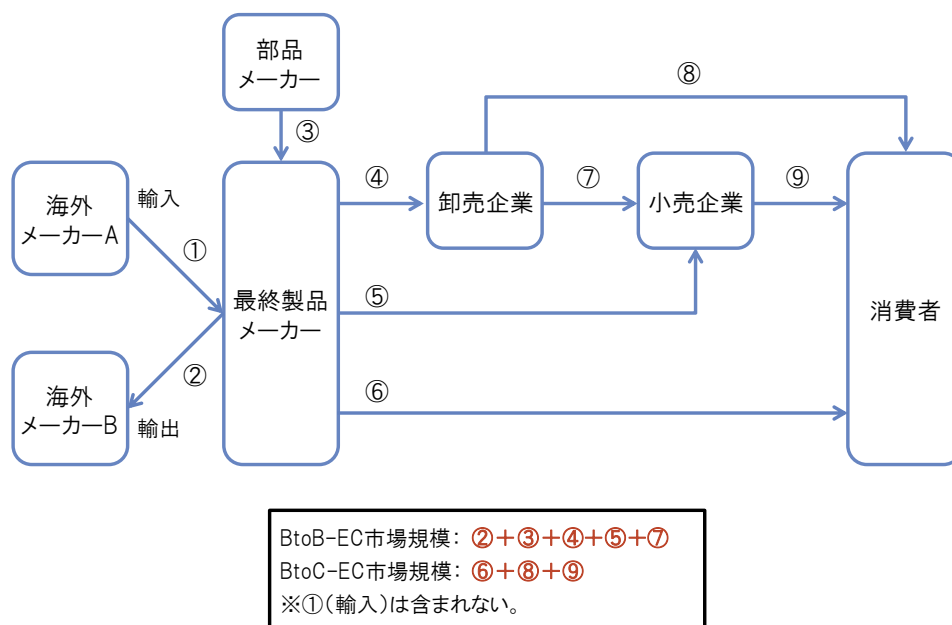 部品
メーカー
⑧
③
④
⑦
⑨
海外
メーカーA
輸入
卸売企業
小売企業
①
最終製品
メーカー
⑤
消費者
②
海外
メーカーB
輸出
⑥
BtoB-EC市場規模： ②＋③＋④＋⑤＋⑦
BtoC-EC市場規模： ⑥＋⑧＋⑨
※①(輸入)は含まれない。